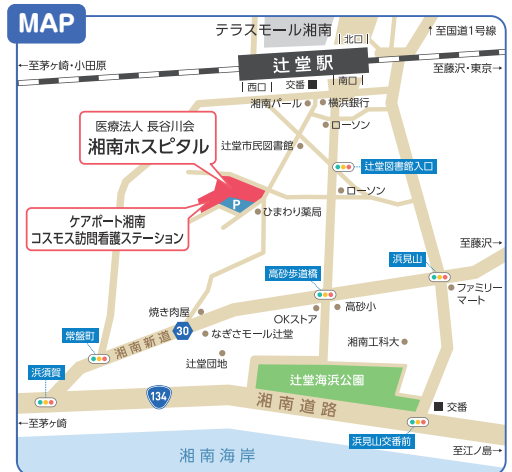 MAP
テラスモール湘南
↑至国道1号線
北口
←至茅ヶ崎・小田原
辻堂駅
至藤沢・東京→
西口
交番
南口
湘南パール
横浜銀行
ローソン
医療法人 長谷川会
湘南ホスピタル
辻堂市民図書館
辻堂図書館入口
ローソン
P
ひまわり薬局
ケアポート湘南
コスモス訪問看護ステーション
至藤沢→
浜見山
高砂歩道橋
ファミリー
マート
焼き肉屋
高砂小
OKストア
常盤町
湘南新道
30
なぎさモール辻堂
湘南工科大
辻堂団地
浜須賀
辻堂海浜公園
134
湘南道路
交番
←至茅ヶ崎
浜見山交番前
至江ノ島→
湘南海岸